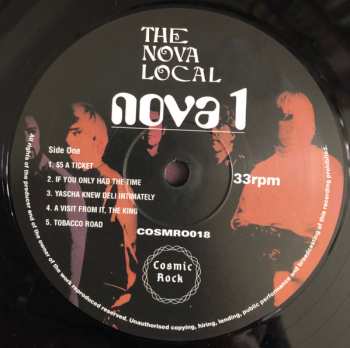 THE
NOVA
LOCAL
nova 1
Side One
1. $5 A TICKET
2. IF YOU ONLY HAD THE TIME
3. YASCHA KNEW DELI INTIMATELY
4. A VISIT FROM IT, THE KING
5. TOBACCO ROAD
33rpm
COSMR0018
Cosmic
Rock
All rights of the producer and of the owner of the work reproduced reserved. Unauthorised copying, hiring, lending, public performance and broadcasting of this recording prohibited.